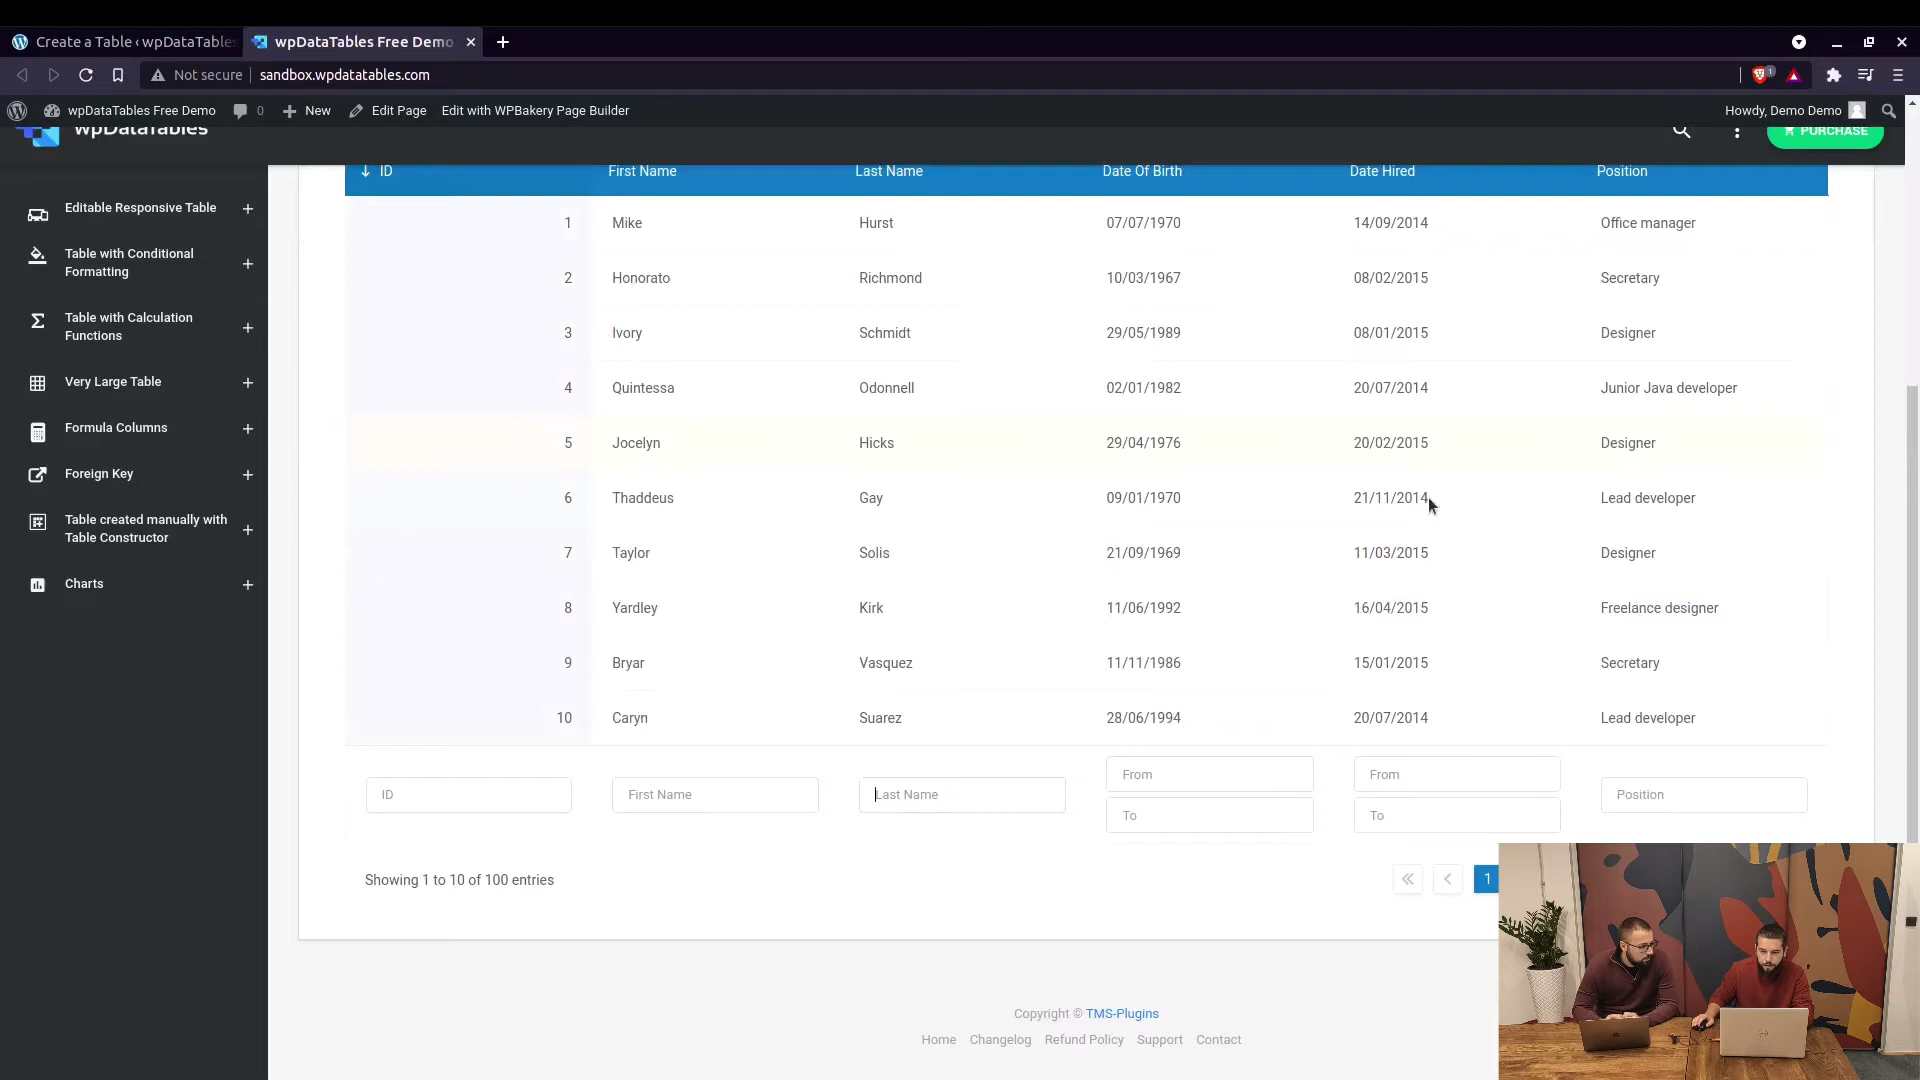 Create a Table ‹ wpDataTables
wpDataTables Free Demo
Not secure
sandbox.wpdatatables.com
1
wpDataTables Free Demo
0
New
Edit Page
Edit with WPBakery Page Builder
Howdy, Demo Demo
wpDataTables
PURCHASE
Editable Responsive Table
Table with Conditional
Formatting
Table with Calculation
Functions
Very Large Table
Formula Columns
Foreign Key
Table created manually with
Table Constructor
Charts
ID First Name Last Name Date Of Birth Date Hired Position
1 Mike Hurst 07/07/1970 14/09/2014 Office manager
2 Honorato Richmond 10/03/1967 08/02/2015 Secretary
3 Ivory Schmidt 29/05/1989 08/01/2015 Designer
4 Quintessa Odonnell 02/01/1982 20/07/2014 Junior Java developer
5 Jocelyn Hicks 29/04/1976 20/02/2015 Designer
6 Thaddeus Gay 09/01/1970 21/11/2014 Lead developer
7 Taylor Solis 21/09/1969 11/03/2015 Designer
8 Yardley Kirk 11/06/1992 16/04/2015 Freelance designer
9 Bryar Vasquez 11/11/1986 15/01/2015 Secretary
10 Caryn Suarez 28/06/1994 20/07/2014 Lead developer
From From
ID First Name Last Name Position
To To
Showing 1 to 10 of 100 entries
1
Copyright © TMS-Plugins
Home Changelog Refund Policy Support Contact